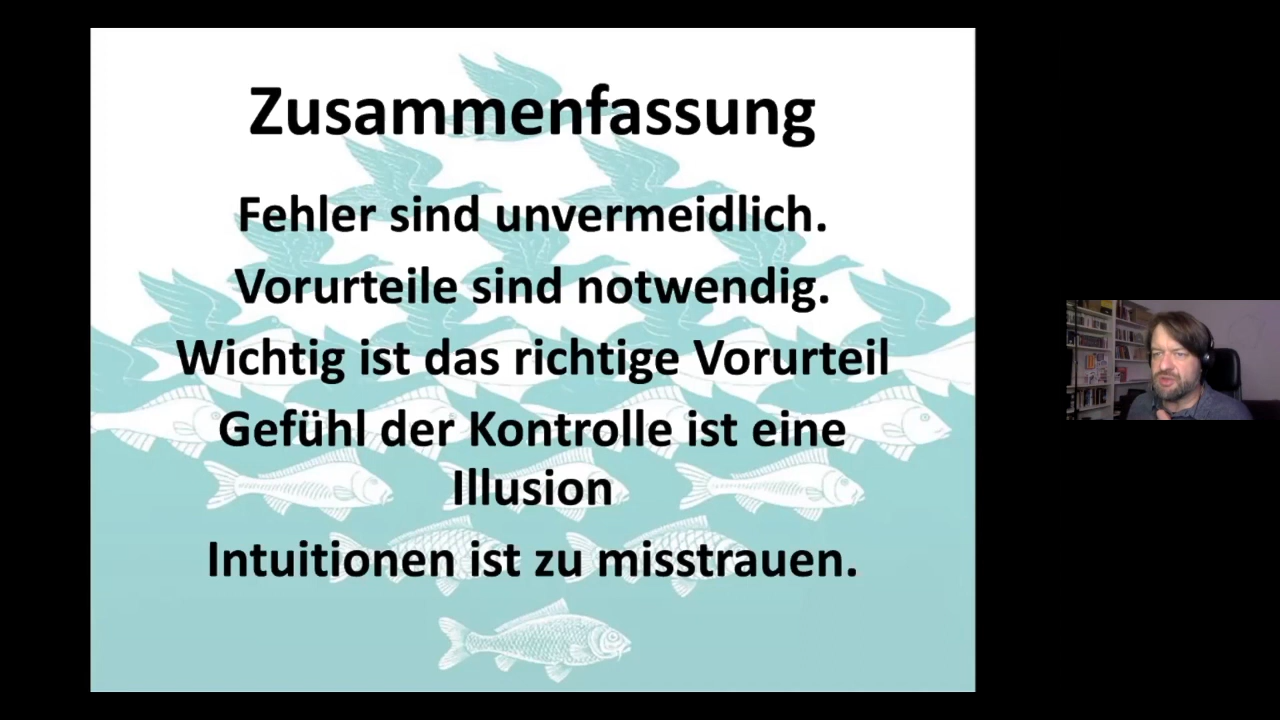 Zusammenfassung
Fehler sind unvermeidlich.
Vorurteile sind notwendig.
Wichtig ist das richtige Vorurteil
Gefühl der Kontrolle ist eine
Illusion
Intuitionen ist zu misstrauen.